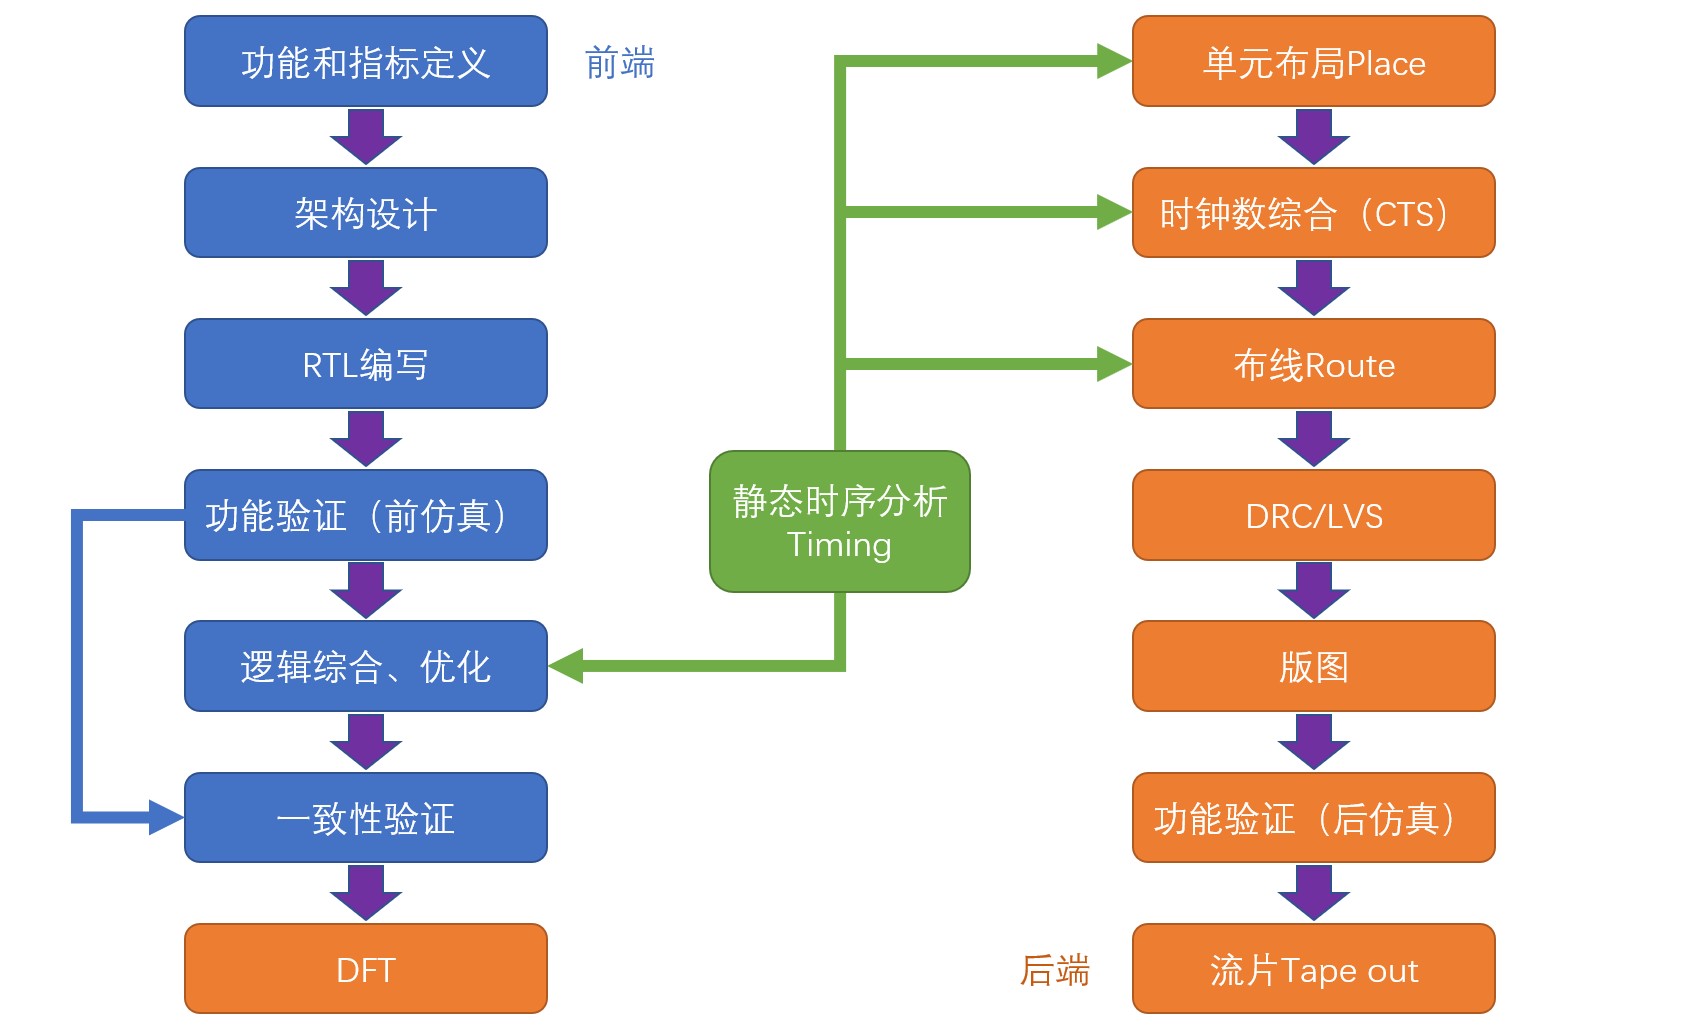 功能和指标定义
前端
架构设计
RTL编写
功能验证（前仿真）
逻辑综合、优化
一致性验证
DFT
静态时序分析
Timing
单元布局Place
时钟数综合（CTS）
布线Route
DRC/LVS
版图
功能验证（后仿真）
后端
流片Tape out